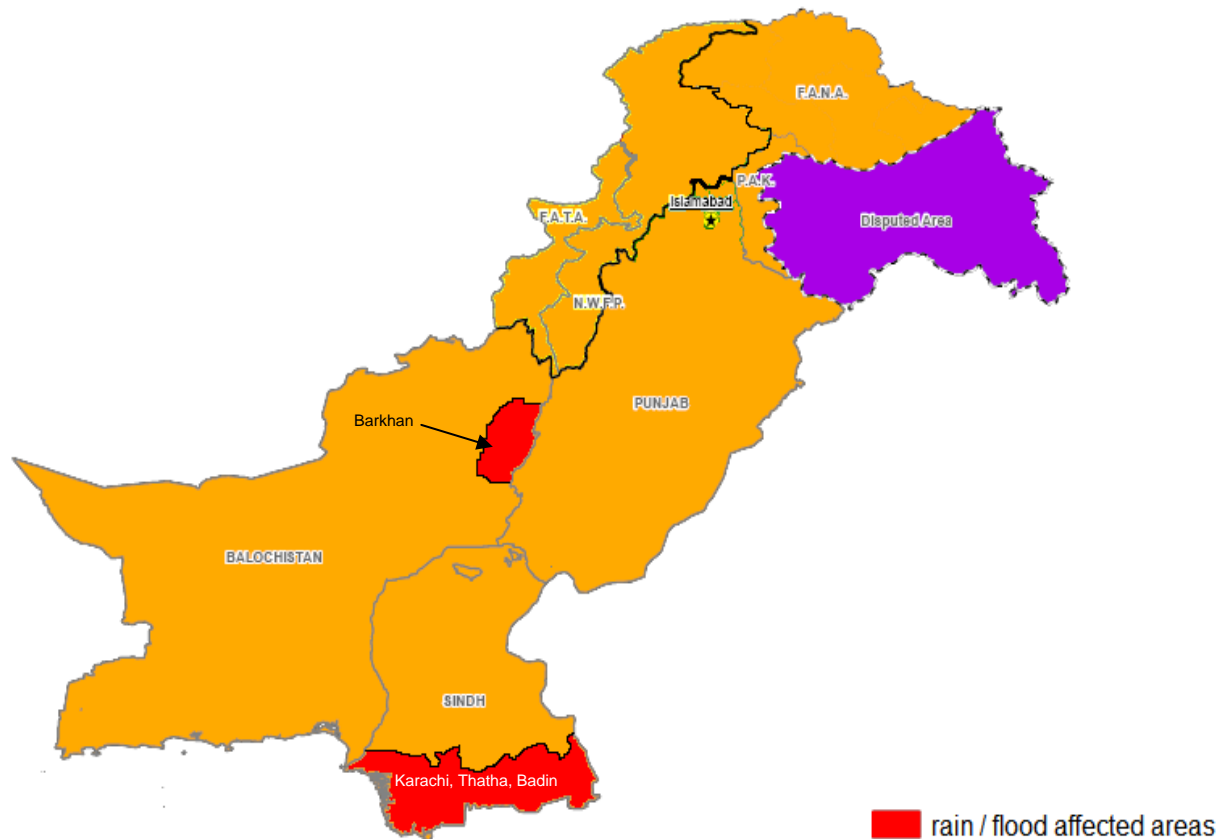 F.A.N.A.
P.A.K.
Islamabad
F.A.T.A.
Disputed Area
N.W.F.P.
PUNJAB
Barkhan
BALOCHISTAN
SINDH
Karachi, Thatha, Badin
rain / flood affected areas